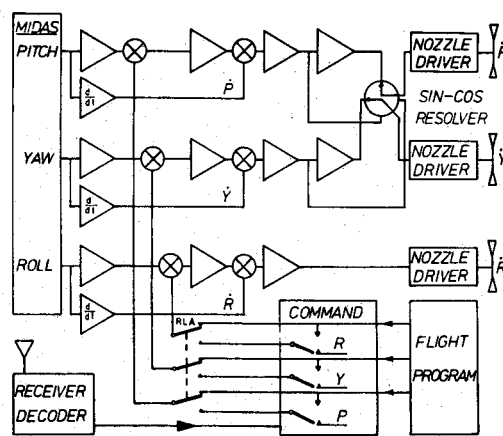 MIDAS
PITCH
NOZZLE
DRIVER
Ṗ
d/dt
Ṗ
SIN-COS
RESOLVER
YAW
NOZZLE
DRIVER
Ẏ
d/dt
Ẏ
ROLL
NOZZLE
DRIVER
Ṙ
d/dT
Ṙ
RLA
COMMAND
R
Y
P
FLIGHT
PROGRAM
RECEIVER
DECODER